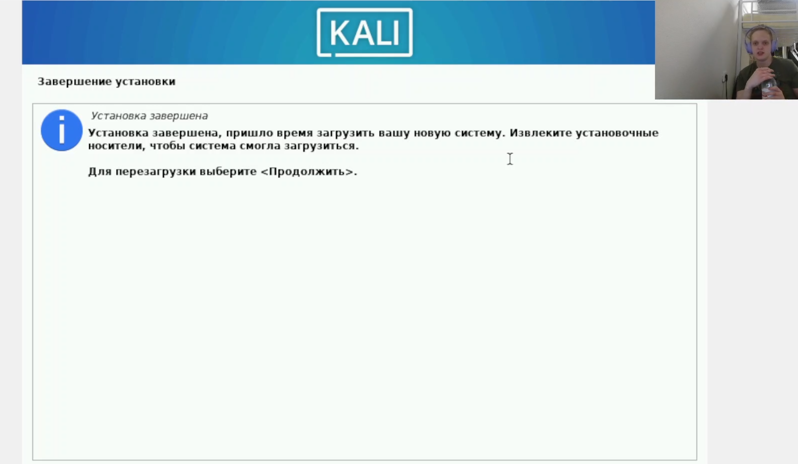 KALI
Завершение установки
Установка завершена
Установка завершена, пришло время загрузить вашу новую систему. Извлеките установочные
носители, чтобы система смогла загрузиться.
Для перезагрузки выберите <Продолжить>.